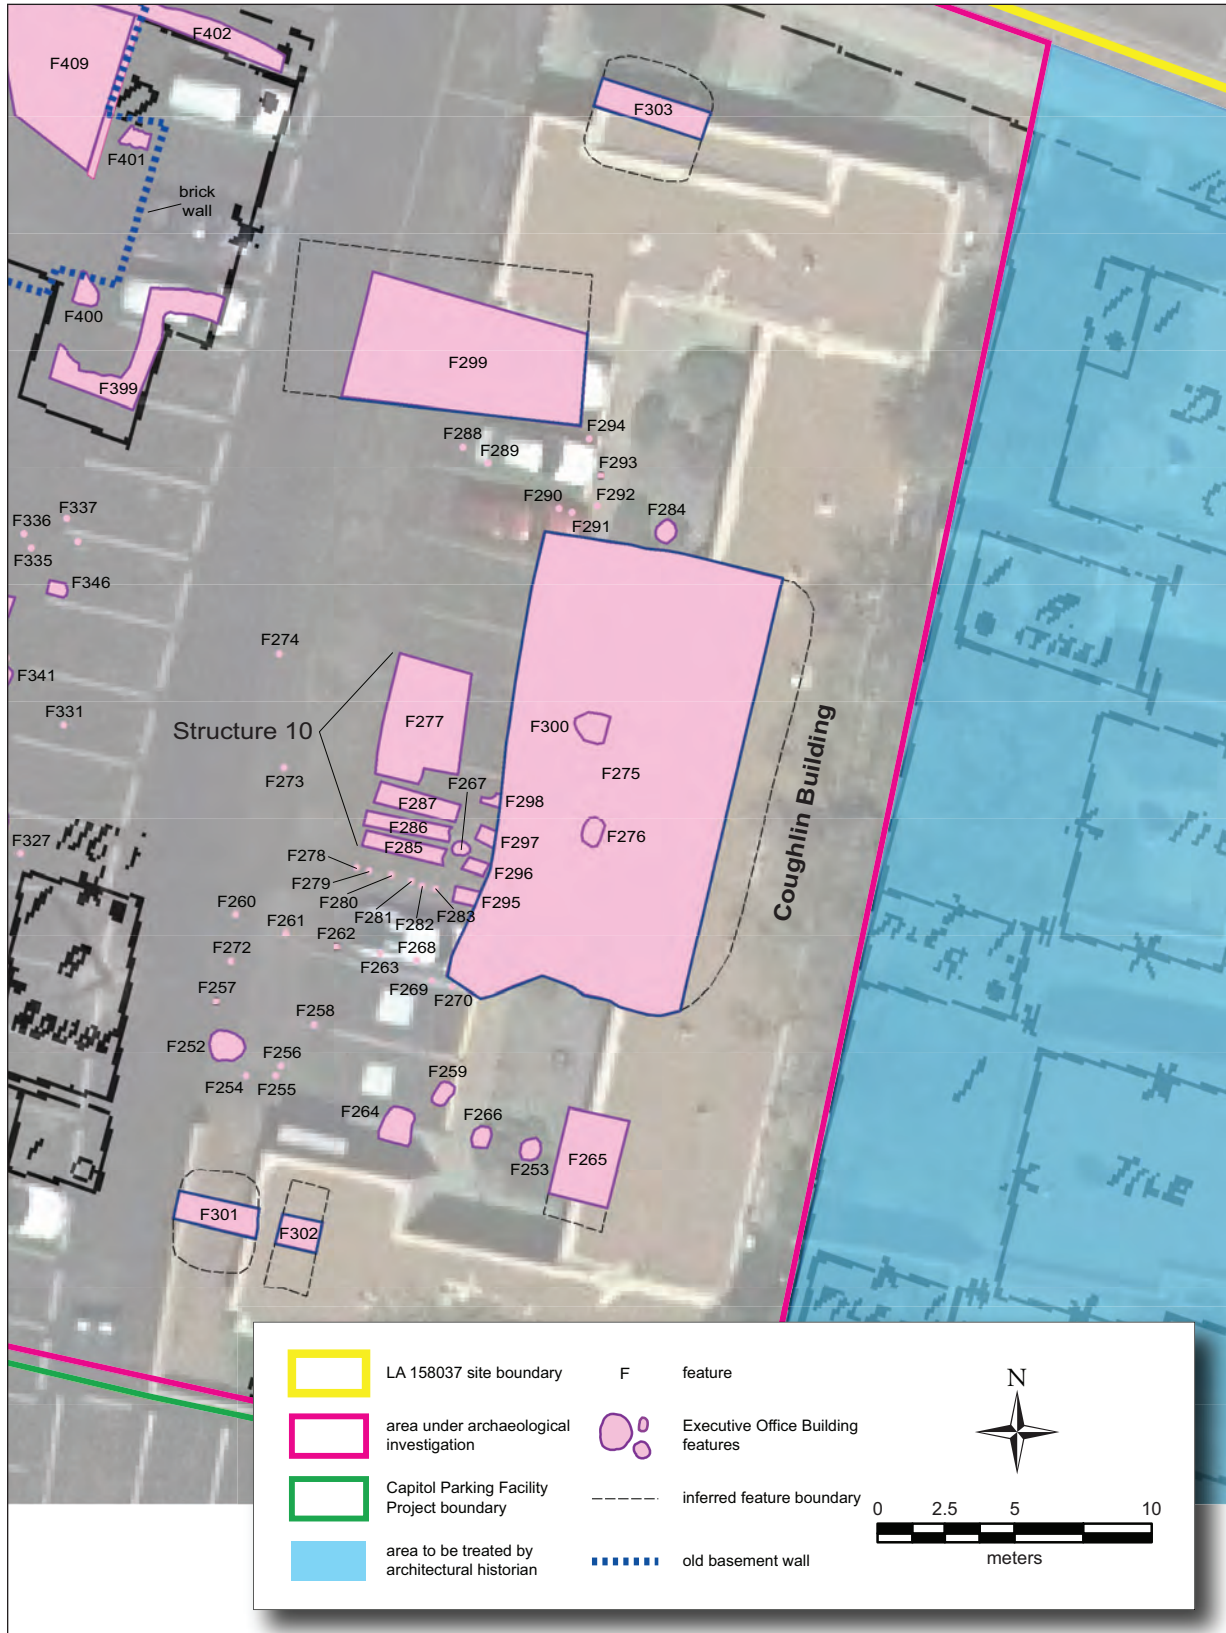 F402
F409
F303
F401
brick
wall
F400
F299
F399
F294
F288
F289
F293
F290
F292
F284
F291
F337
F336
F335
F346
F274
F341
F277
F331
Structure 10
F300
F275
F273
F267
F287
F298
F286
F276
F297
F285
F327
F278
F296
F279
F280
F295
F281
F283
F282
F260
F261
F262
F268
F272
F263
F257
F269
F270
F258
F252
F256
F254
F255
F259
F264
F266
F253
F265
F301
F302
Coughlin Building
LA 158037 site boundary
F
feature
area under archaeological
investigation
Executive Office Building
features
N
Capitol Parking Facility
Project boundary
inferred feature boundary
0 2.5 5 10
meters
area to be treated by
architectural historian
old basement wall